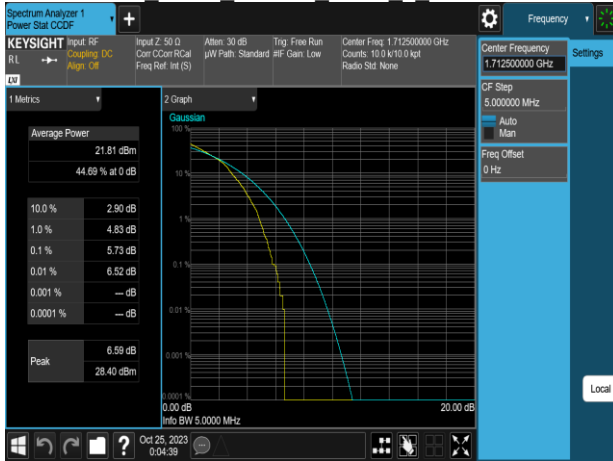 Spectrum Analyzer 1
Power Stat CCDF
+
Frequency
KEYSIGHT
RL
LXI
Input: RF
Coupling: DC
Align: Off
Input Z: 50 Ω
Corr CCorr RCal
Freq Ref: Int (S)
Atten: 30 dB
µW Path: Standard
Trig: Free Run
#IF Gain: Low
Center Freq: 1.712500000 GHz
Counts: 10.0 k/10.0 kpt
Radio Std: None
Center Frequency
1.712500000 GHz
Settings
CF Step
5.000000 MHz
Auto
Man
Freq Offset
0 Hz
Local
1 Metrics
Average Power
21.81 dBm
44.69 % at 0 dB
10.0 % 2.90 dB
1.0 % 4.83 dB
0.1 % 5.73 dB
0.01 % 6.52 dB
0.001 % --- dB
0.0001 % --- dB
Peak
6.59 dB
28.40 dBm
2 Graph
Gaussian
100 %
10 %
1 %
0.1 %
0.01 %
0.001 %
0.0001 %
0.00 dB 20.00 dB
Info BW 5.0000 MHz
?
Oct 25, 2023
0:04:39